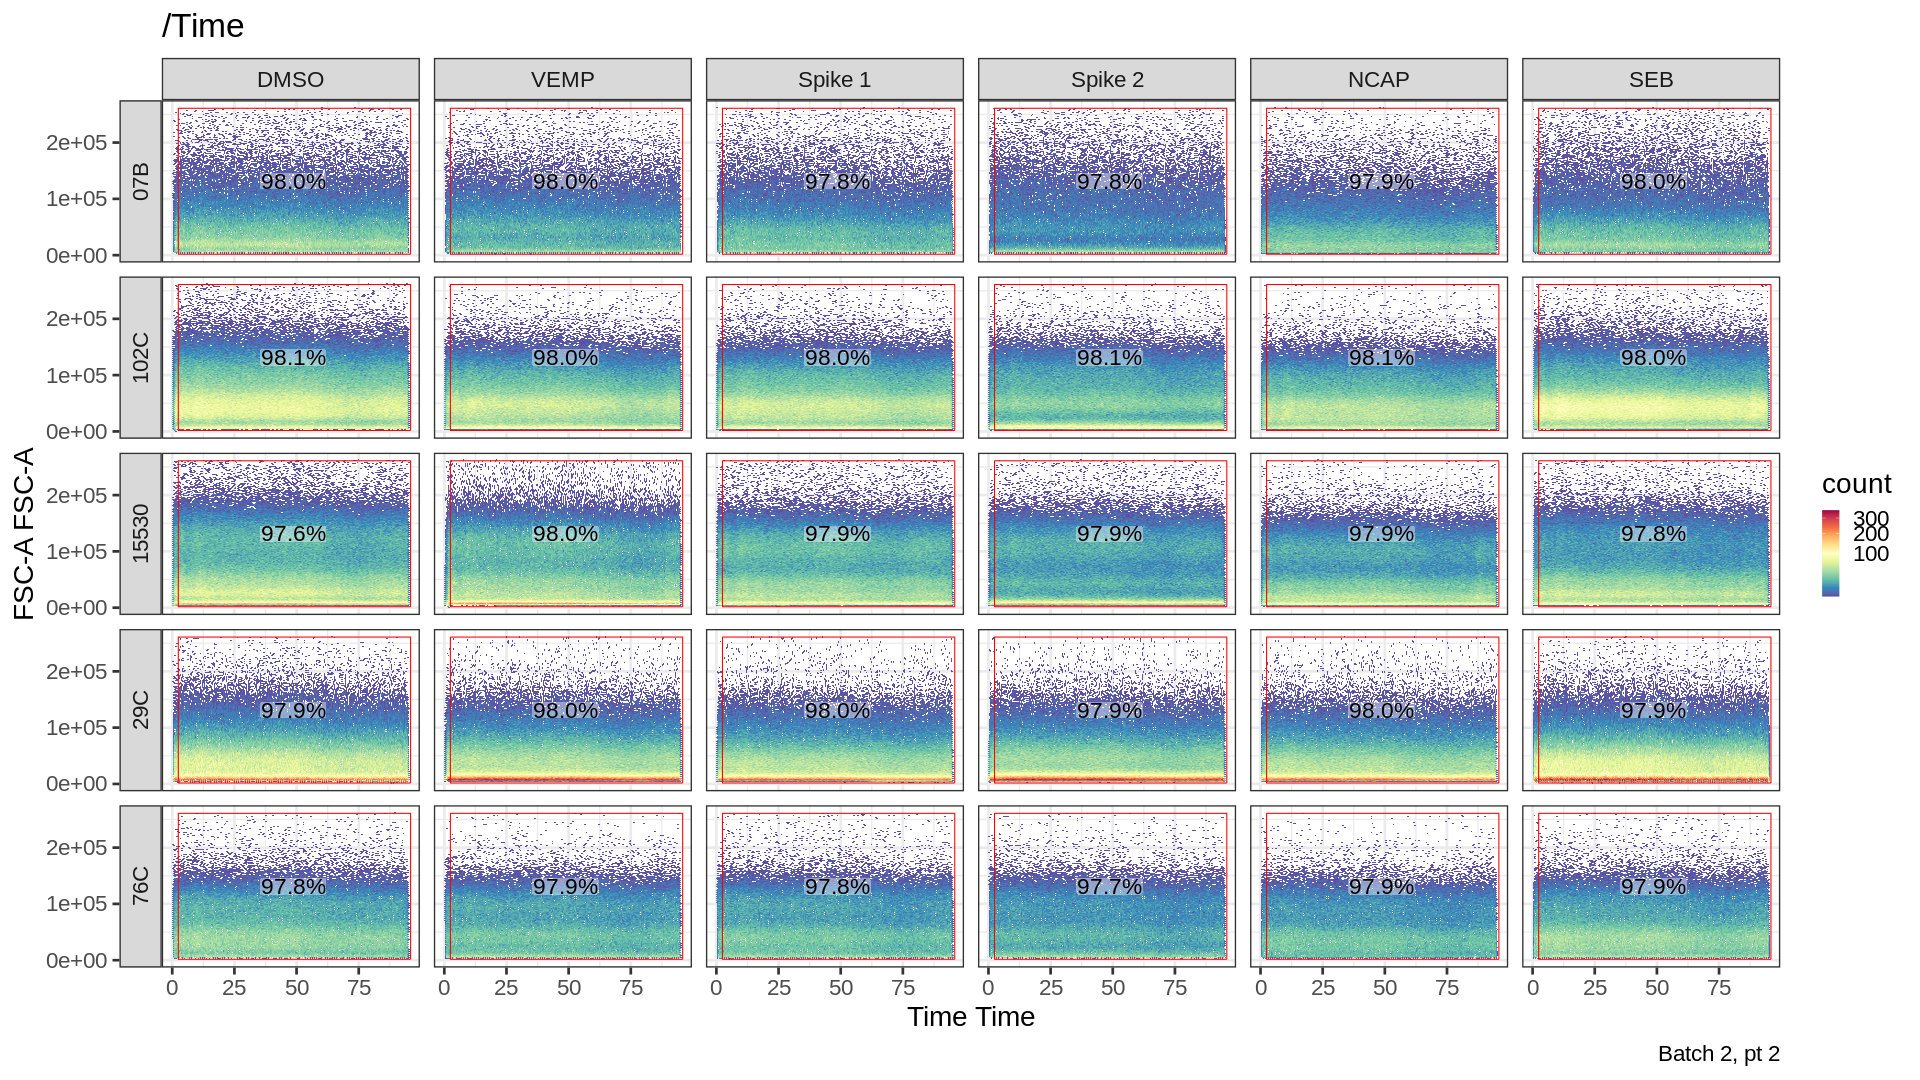 /Time
DMSO VEMP Spike 1 Spike 2 NCAP SEB
2e+05 1e+05 0e+00 07B 98.0% 98.0% 97.8% 97.8% 97.9% 98.0%
2e+05 1e+05 0e+00 102C 98.1% 98.0% 98.0% 98.1% 98.1% 98.0%
2e+05 1e+05 0e+00 15530 97.6% 98.0% 97.9% 97.9% 97.9% 97.8%
2e+05 1e+05 0e+00 29C 97.9% 98.0% 98.0% 97.9% 98.0% 97.9%
2e+05 1e+05 0e+00 76C 97.8% 97.9% 97.8% 97.7% 97.9% 97.9%
0 25 50 75 0 25 50 75 0 25 50 75 0 25 50 75 0 25 50 75 0 25 50 75
Time Time
FSC-A FSC-A
count
300
200
100
Batch 2, pt 2